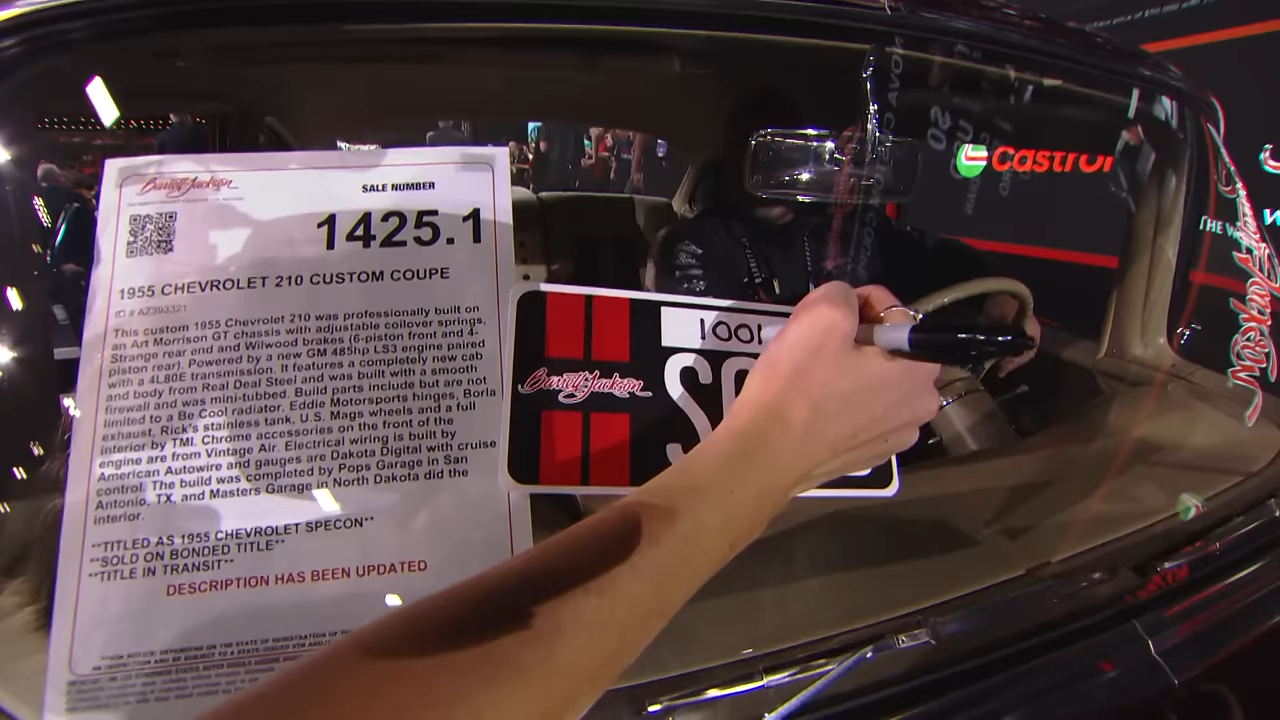 Barrett-Jackson
SALE NUMBER
1425.1
1955 CHEVROLET 210 CUSTOM COUPE
ID # AZ393321
This custom 1955 Chevrolet 210 was professionally built on
an Art Morrison GT chassis with adjustable coilover springs,
Strange rear end and Wilwood brakes (6-piston front and 4-
piston rear). Powered by a new GM 485hp LS3 engine paired
with a 4L80E transmission. It features a completely new cab
and body from Real Deal Steel and was built with a smooth
firewall and was mini-tubbed. Build parts include but are not
limited to a Be Cool radiator, Eddie Motorsports hinges, Borla
exhaust, Rick's stainless tank, U.S. Mags wheels and a full
interior by TMI. Chrome accessories on the front of the
engine are from Vintage Air. Electrical wiring is built by
American Autowire and gauges are Dakota Digital with cruise
control. The build was completed by Pops Garage in San
Antonio, TX, and Masters Garage in North Dakota did the
interior.
**TITLED AS 1955 CHEVROLET SPECON**
**SOLD ON BONDED TITLE**
**TITLE IN TRANSIT**
DESCRIPTION HAS BEEN UPDATED
Barrett-Jackson
1001
SO
Castrol
THE W
Barrett-Jackson